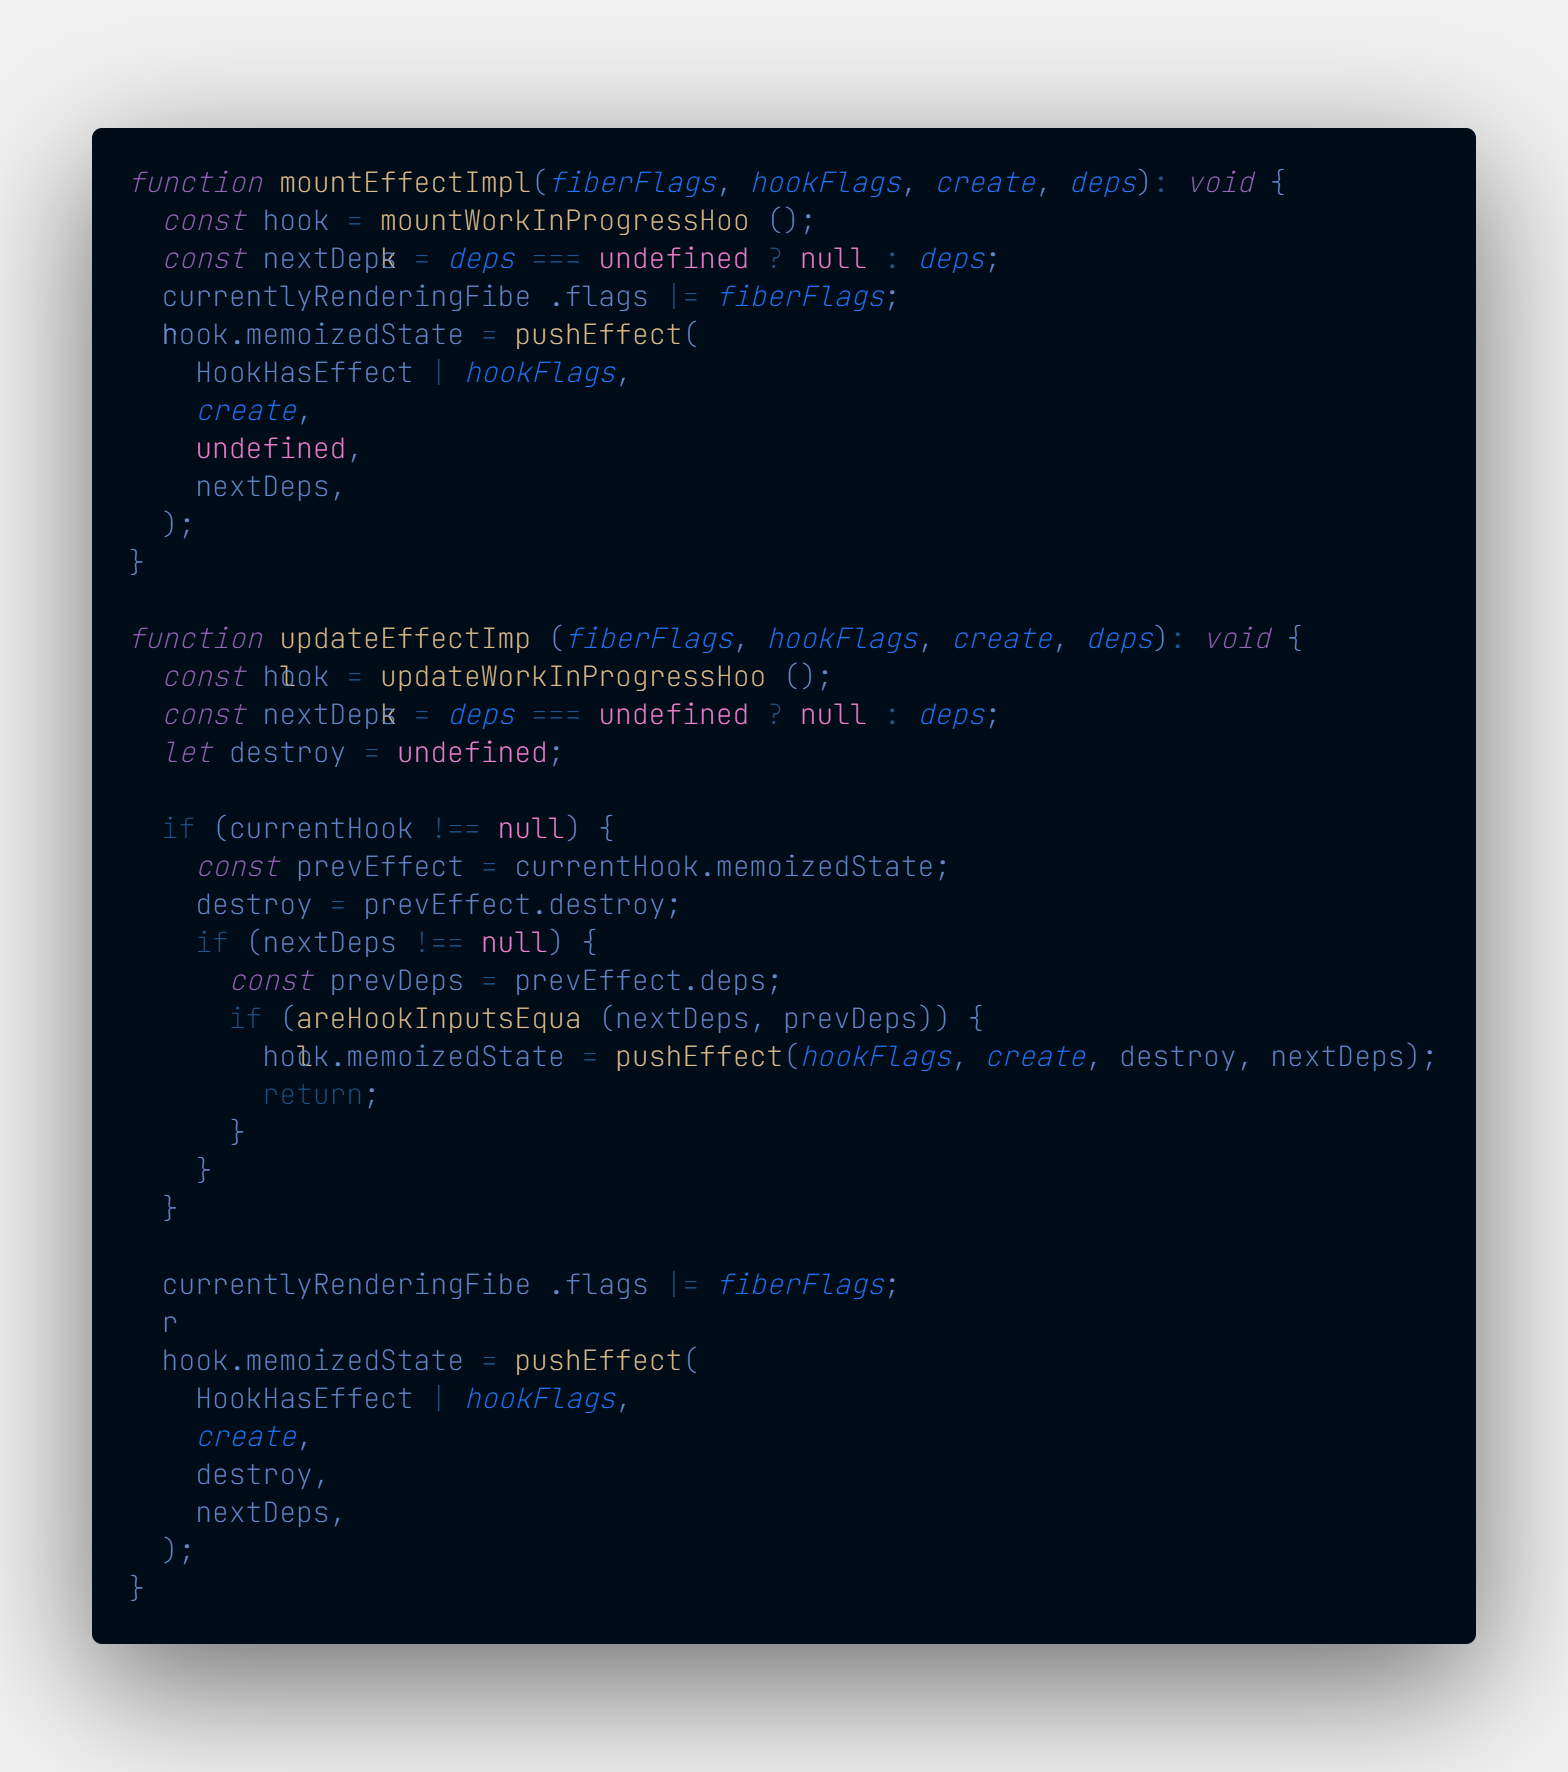 function mountEffectImpl(fiberFlags, hookFlags, create, deps): void {
  const hook = mountWorkInProgressHoo ();
  const nextDeps = deps === undefined ? null : deps;
  currentlyRenderingFibe .flags |= fiberFlags;
  hook.memoizedState = pushEffect(
    HookHasEffect | hookFlags,
    create,
    undefined,
    nextDeps,
  );
}

function updateEffectImp (fiberFlags, hookFlags, create, deps): void {
  const hook = updateWorkInProgressHoo ();
  const nextDeps = deps === undefined ? null : deps;
  let destroy = undefined;

  if (currentHook !== null) {
    const prevEffect = currentHook.memoizedState;
    destroy = prevEffect.destroy;
    if (nextDeps !== null) {
      const prevDeps = prevEffect.deps;
      if (areHookInputsEqua (nextDeps, prevDeps)) {
        hook.memoizedState = pushEffect(hookFlags, create, destroy, nextDeps);
        return;
      }
    }
  }

  currentlyRenderingFibe .flags |= fiberFlags;
  r
  hook.memoizedState = pushEffect(
    HookHasEffect | hookFlags,
    create,
    destroy,
    nextDeps,
  );
}